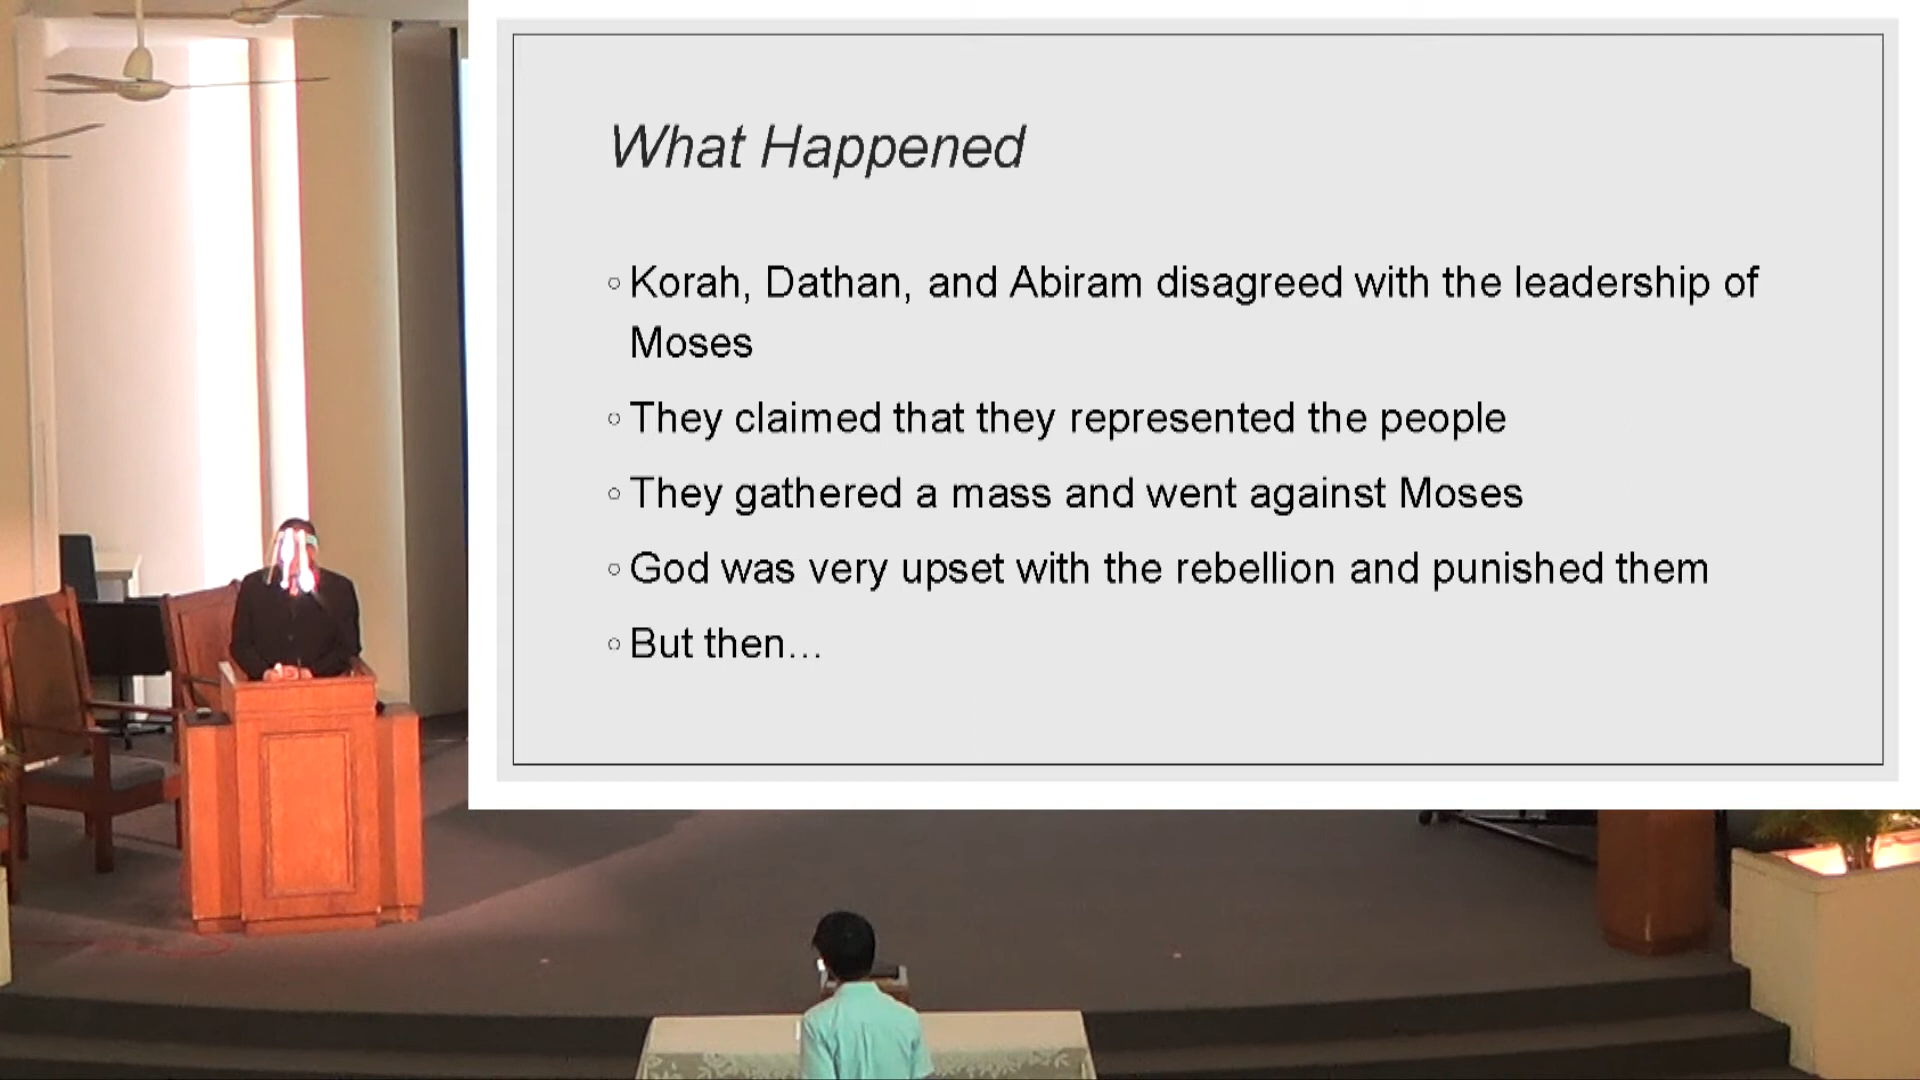 What Happened
Korah, Dathan, and Abiram disagreed with the leadership of
Moses
They claimed that they represented the people
They gathered a mass and went against Moses
God was very upset with the rebellion and punished them
But then…